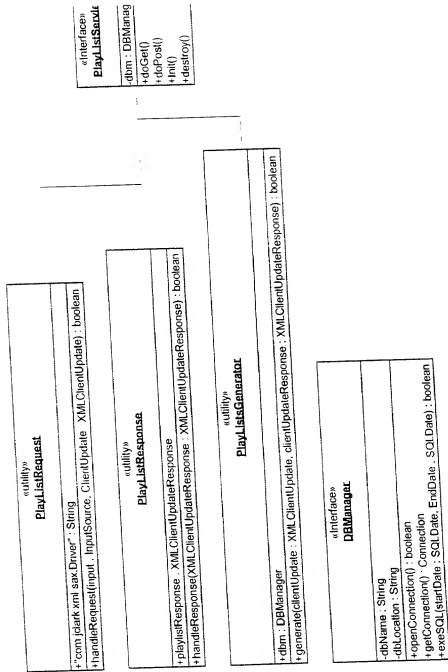 «Interface»
PlayListServle
-dbm : DBManag
+doGet()
+doPost()
+Init()
+destroy()
«utility»
PlayListRequest
+"com jclark xml sax.Driver" : String
+handleRequest(input . InputSource, ClientUpdate XMLClientUpdate) : boolean
«utility»
PlayListResponse
+playlistResponse : XMLClientUpdateResponse
+handleResponse(XMLClientUpdateResponse : XMLClientUpdateResponse) : boolean
«utility»
PlayListsGenerator
+dbm : DBManager
+generate(clientUpdate : XMLClientUpdate, clientUpdateResponse : XMLClientUpdateResponse) : boolean
«Interface»
DBManager
-dbName : String
-dbLocation : String
+openConnection() : boolean
+getConnection() : Connection
+exeSQL(startDate : SQLDate, EndDate : SQLDate) : boolean